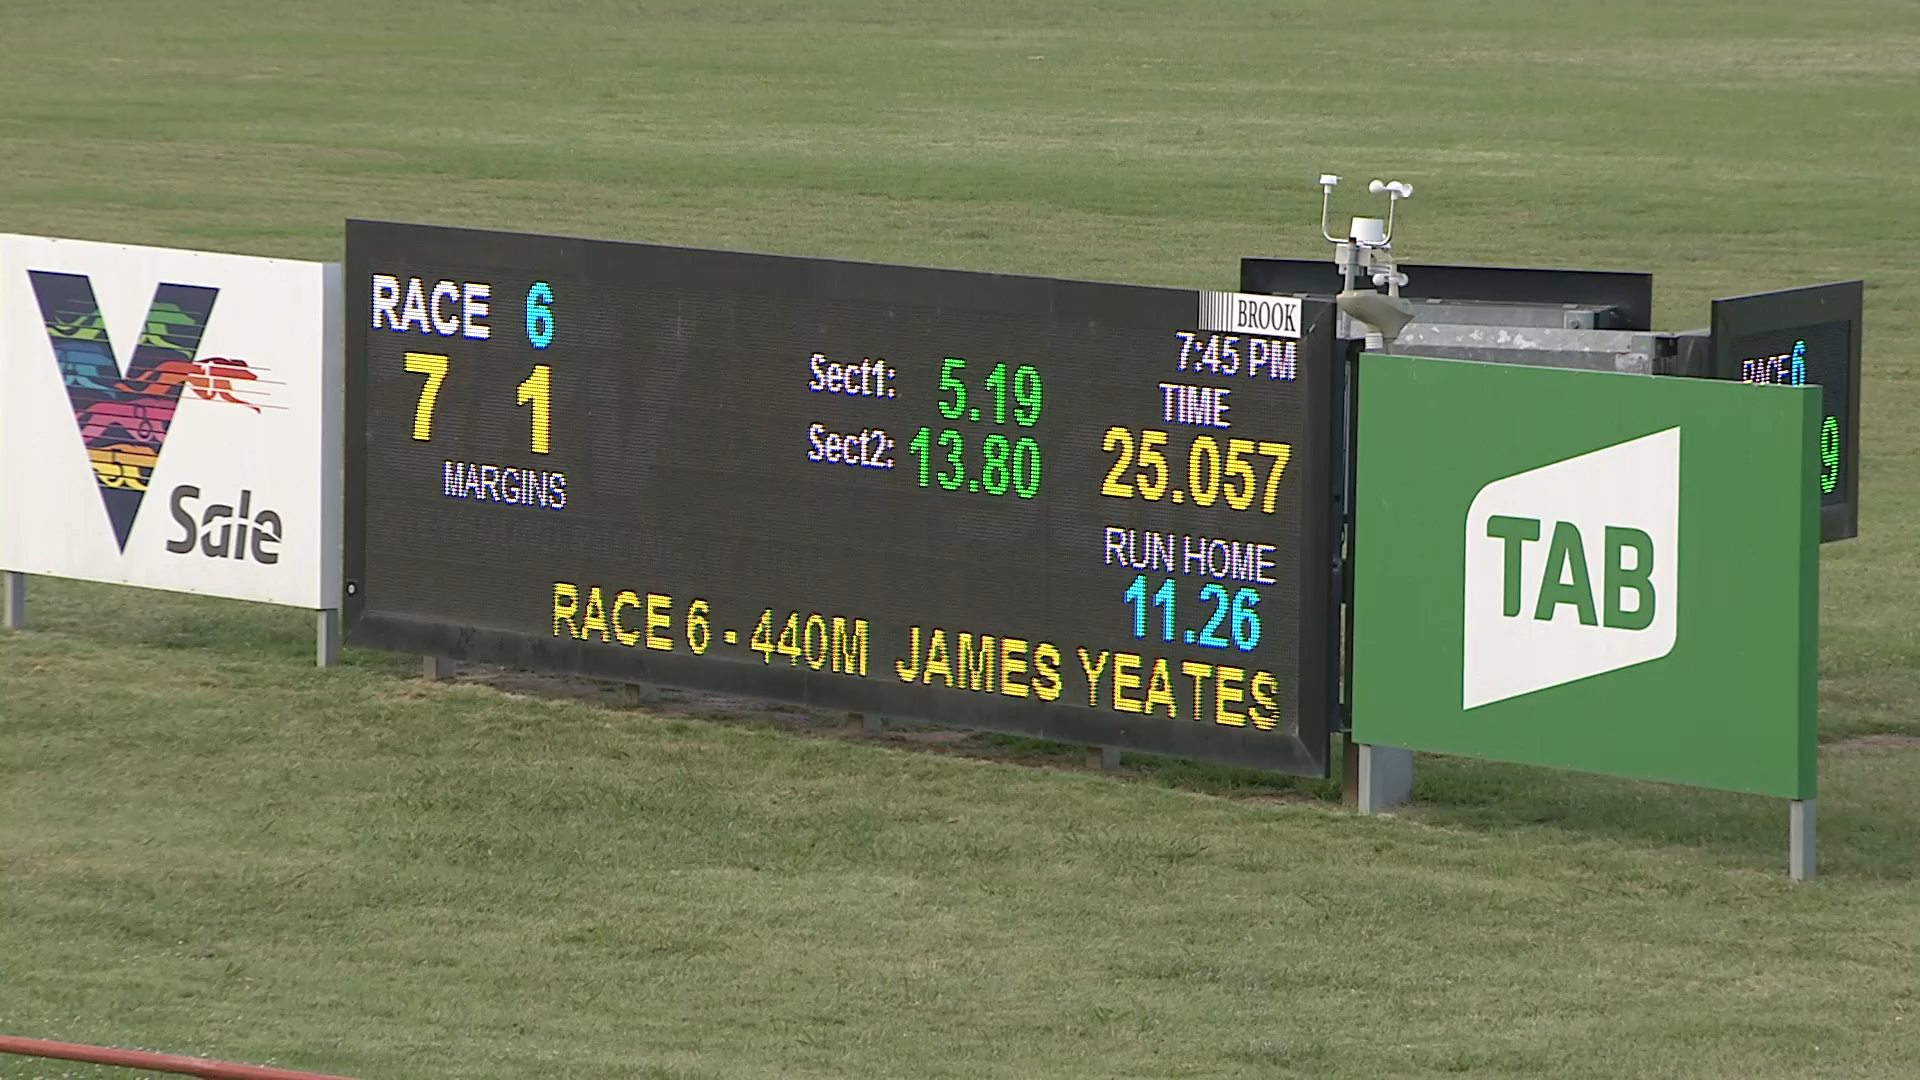 Sale
RACE 6
7 1
MARGINS
Sect1: 5.19
Sect2: 13.80
BROOK
7:45 PM
TIME
25.057
RUN HOME
11.26
RACE 6 - 440M JAMES YEATES
TAB
RACE 6
9